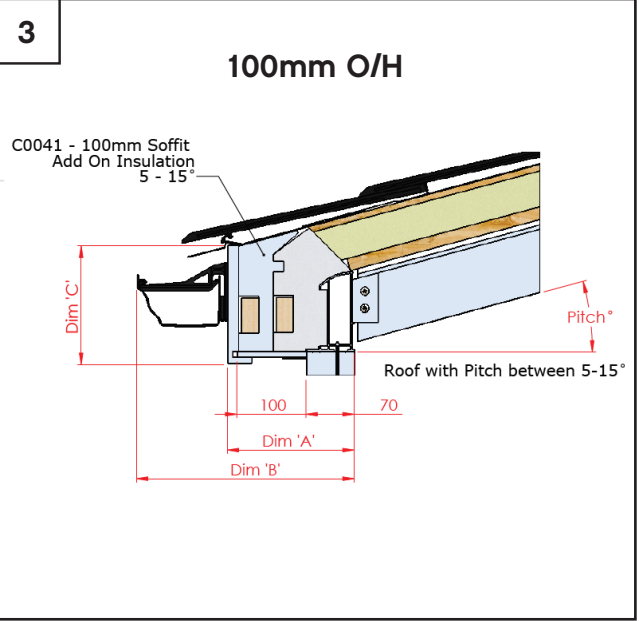 3
100mm O/H
C0041 - 100mm Soffit
Add On Insulation
5 - 15°
Dim 'C'
Pitch°
Roof with Pitch between 5-15°
100
70
Dim 'A'
Dim 'B'